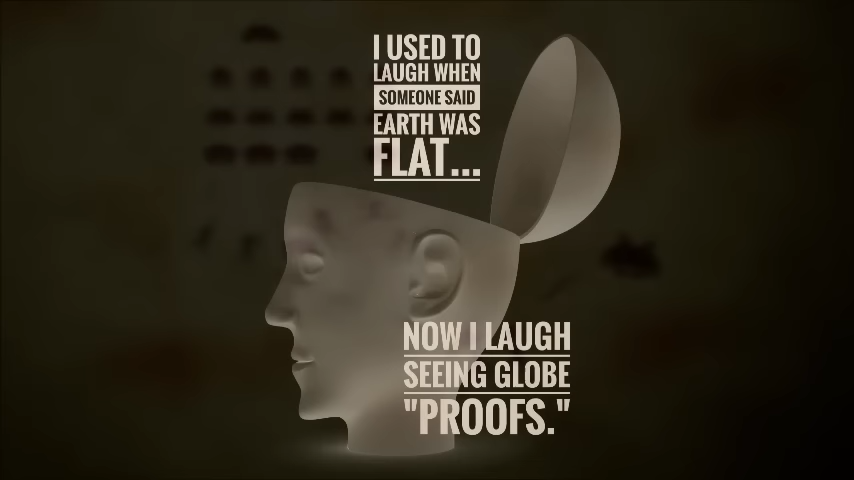 I USED TO
LAUGH WHEN
SOMEONE SAID
EARTH WAS
FLAT...
NOW I LAUGH
SEEING GLOBE
"PROOFS."